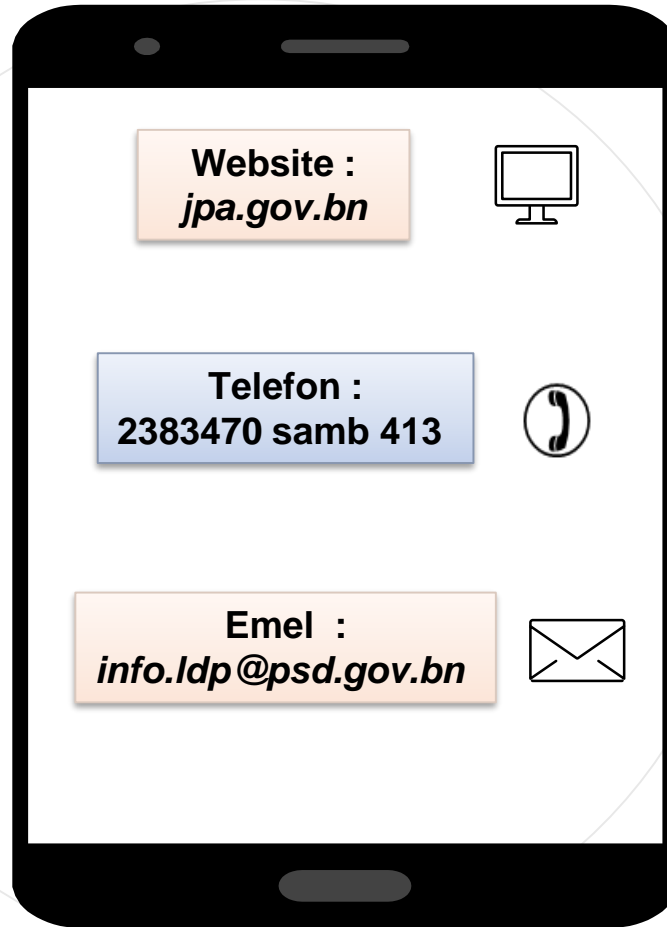 Website :
jpa.gov.bn
Telefon :
2383470 samb 413
Emel :
info.ldp@psd.gov.bn